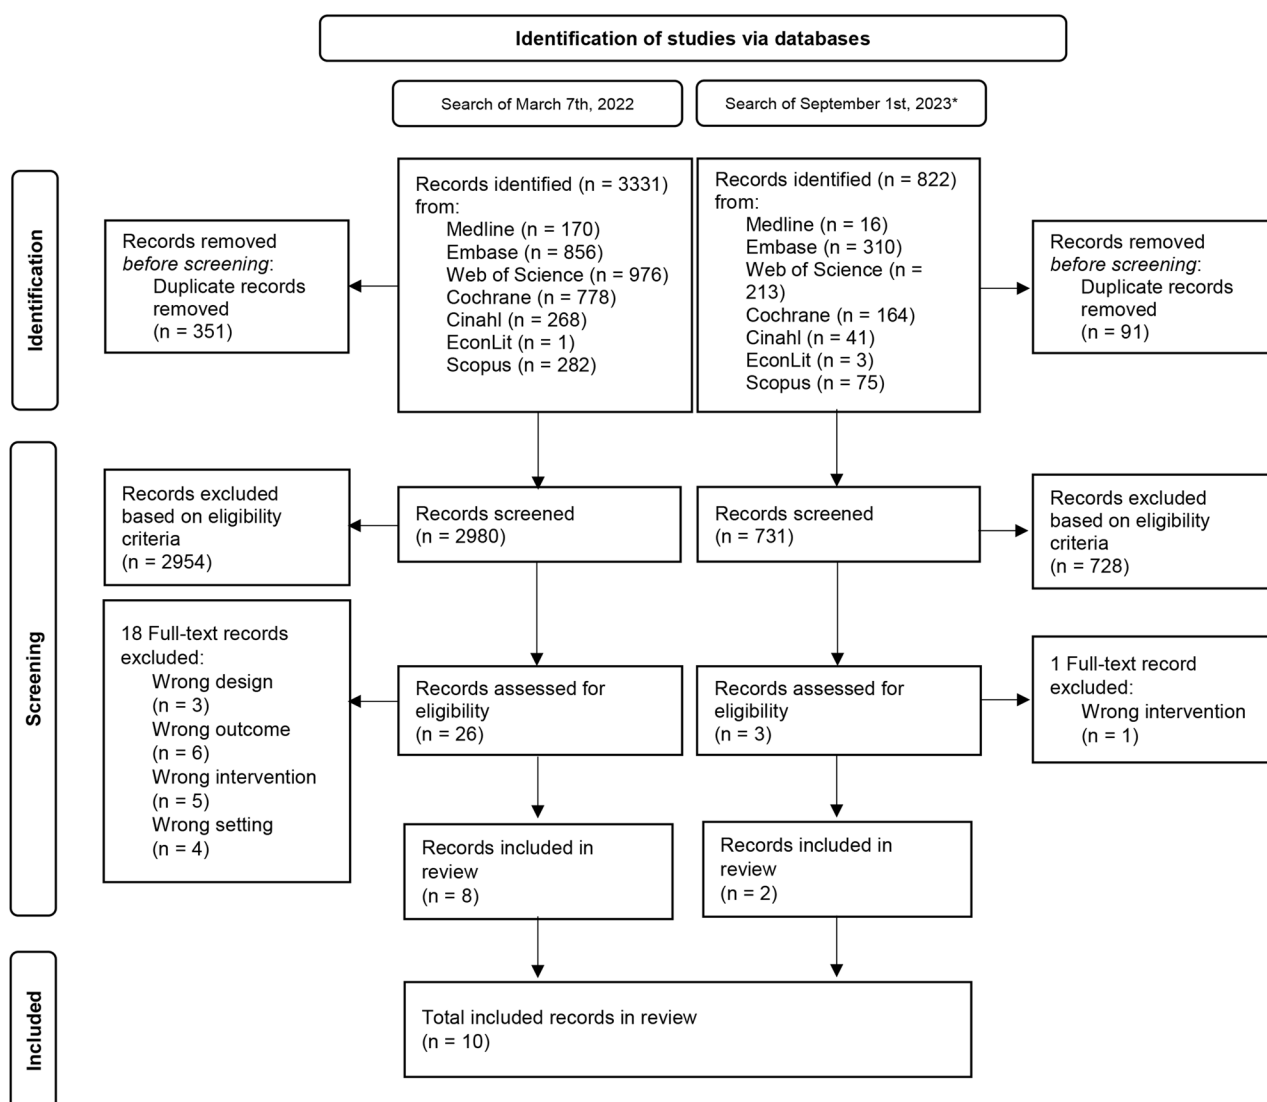 Identification of studies via databases
Search of March 7th, 2022
Search of September 1st, 2023*
Identification
Records removed
before screening:
Duplicate records
removed
(n = 351)
Records identified (n = 3331)
from:
Medline (n = 170)
Embase (n = 856)
Web of Science (n = 976)
Cochrane (n = 778)
Cinahl (n = 268)
EconLit (n = 1)
Scopus (n = 282)
Records identified (n = 822)
from:
Medline (n = 16)
Embase (n = 310)
Web of Science (n =
213)
Cochrane (n = 164)
Cinahl (n = 41)
EconLit (n = 3)
Scopus (n = 75)
Records removed
before screening:
Duplicate records
removed
(n = 91)
Screening
Records excluded
based on eligibility
criteria
(n = 2954)
Records screened
(n = 2980)
Records screened
(n = 731)
Records excluded
based on eligibility
criteria
(n = 728)
18 Full-text records
excluded:
Wrong design
(n = 3)
Wrong outcome
(n = 6)
Wrong intervention
(n = 5)
Wrong setting
(n = 4)
Records assessed for
eligibility
(n = 26)
Records assessed for
eligibility
(n = 3)
1 Full-text record
excluded:
Wrong intervention
(n = 1)
Records included in
review
(n = 8)
Records included in
review
(n = 2)
Included
Total included records in review
(n = 10)